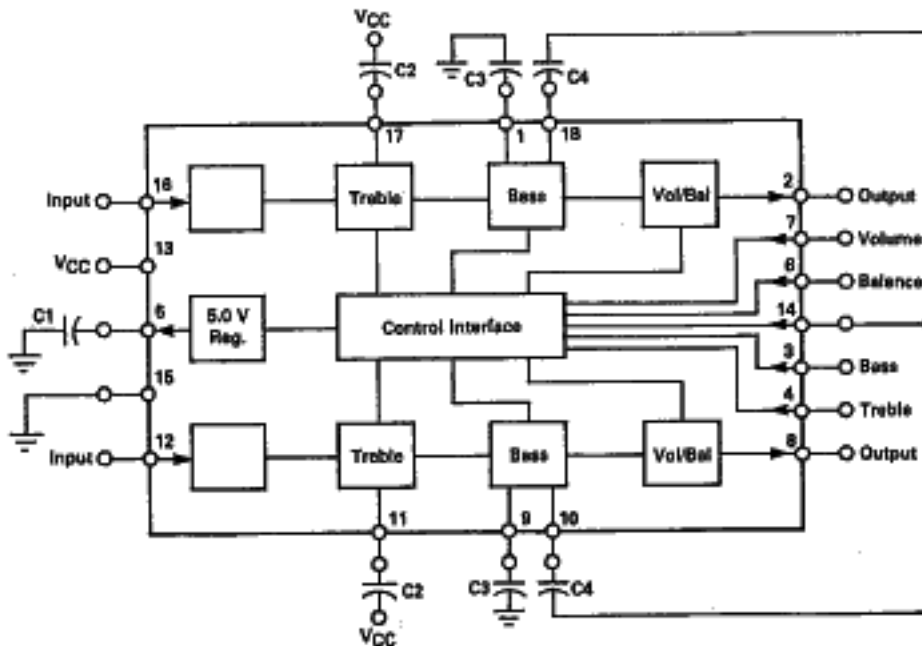 VCC
C2
C3
C4
17
1
18
Input
16
Treble
Bass
Vol/Bal
2
Output
7
Volume
VCC
13
6
Balance
C1
6
5.0 V
Reg.
Control Interface
14
15
3
Bass
4
Treble
Input
12
Treble
Bass
Vol/Bal
8
Output
11
9
10
C2
C3
C4
VCC